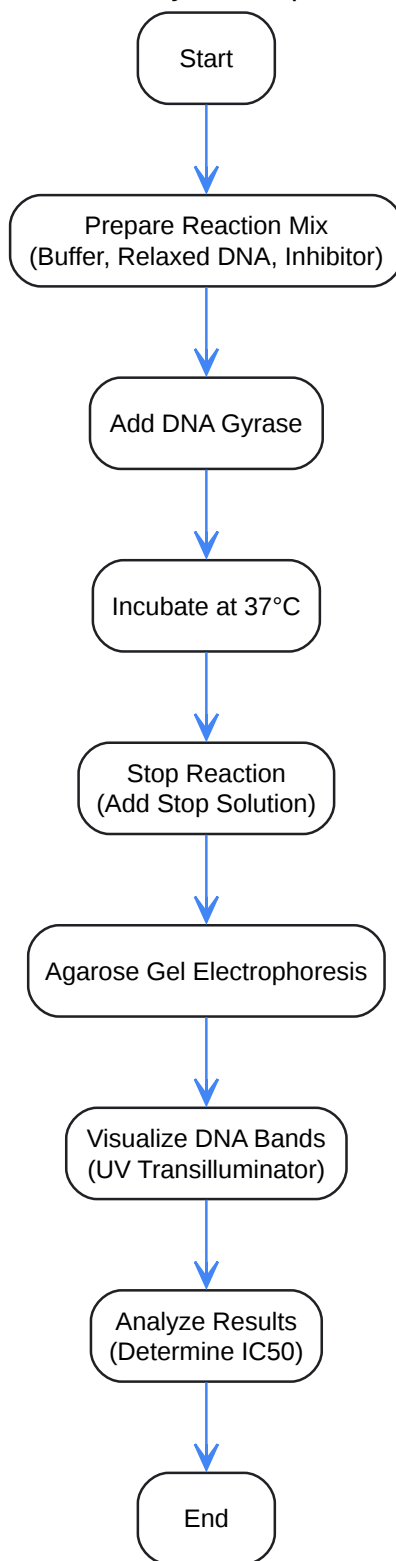 Start
Prepare Reaction Mix
(Buffer, Relaxed DNA, Inhibitor)
Add DNA Gyrase
Incubate at 37°C
Stop Reaction
(Add Stop Solution)
Agarose Gel Electrophoresis
Visualize DNA Bands
(UV Transilluminator)
Analyze Results
(Determine IC50)
End